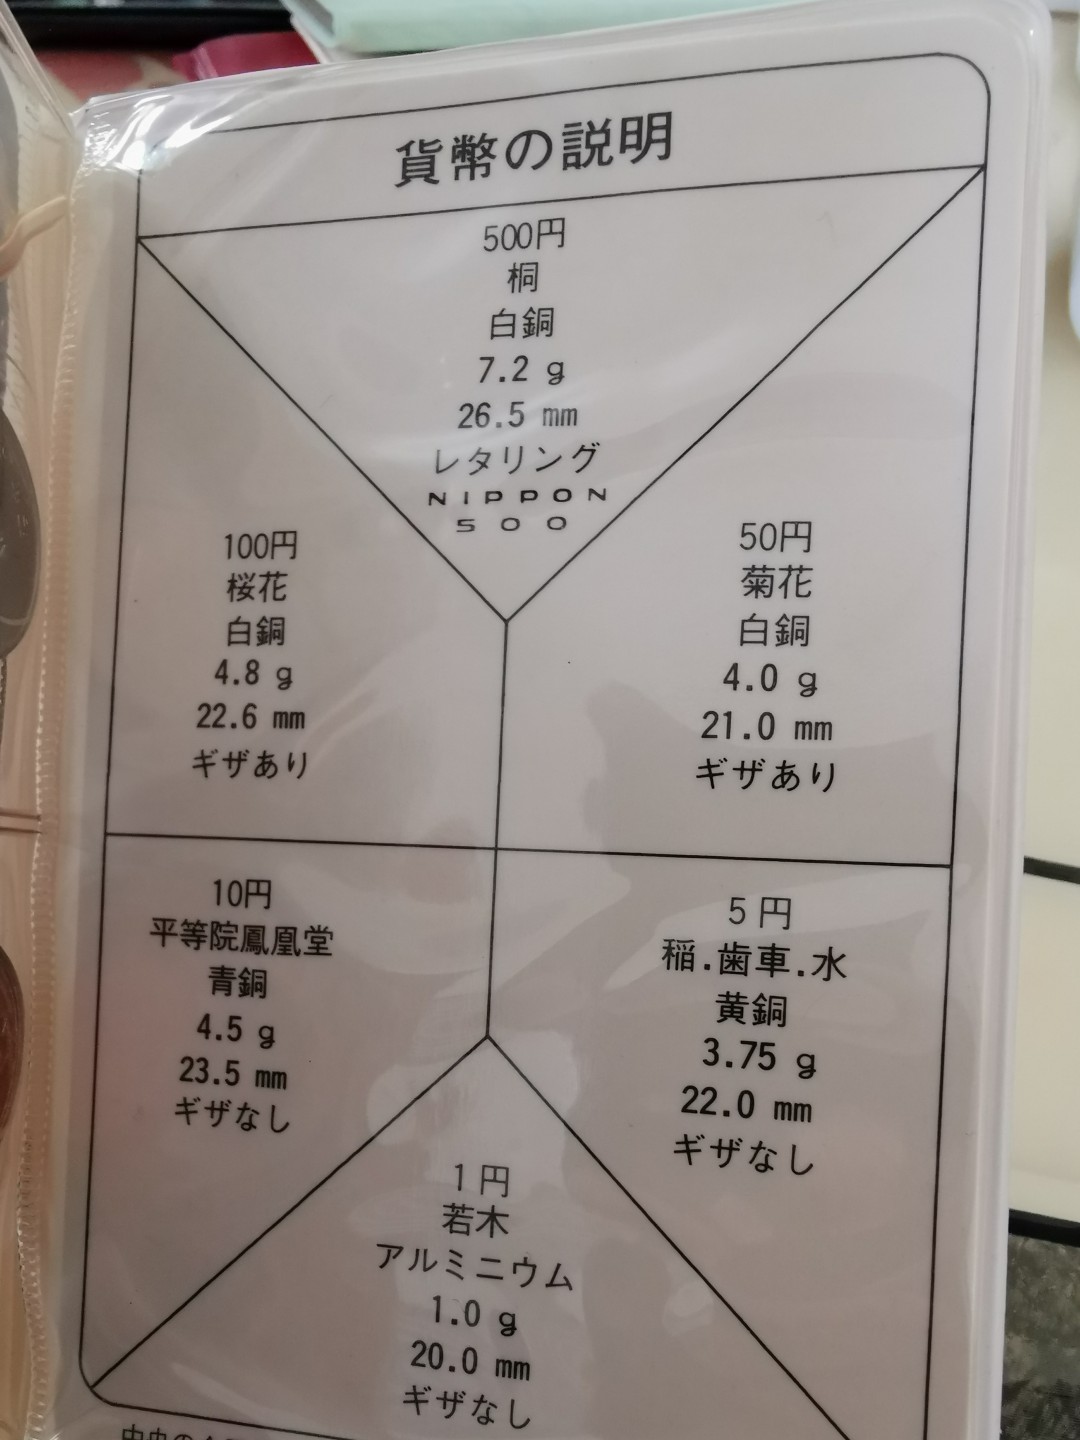 貨幣の説明
500円
桐
白銅
7.2 g
26.5 mm
レタリング
NIPPON
500
100円
桜花
白銅
4.8 g
22.6 mm
ギザあり
50円
菊花
白銅
4.0 g
21.0 mm
ギザあり
10円
平等院鳳凰堂
青銅
4.5 g
23.5 mm
ギザなし
5円
稲.歯車.水
黄銅
3.75 g
22.0 mm
ギザなし
1円
若木
アルミニウム
1.0 g
20.0 mm
ギザなし